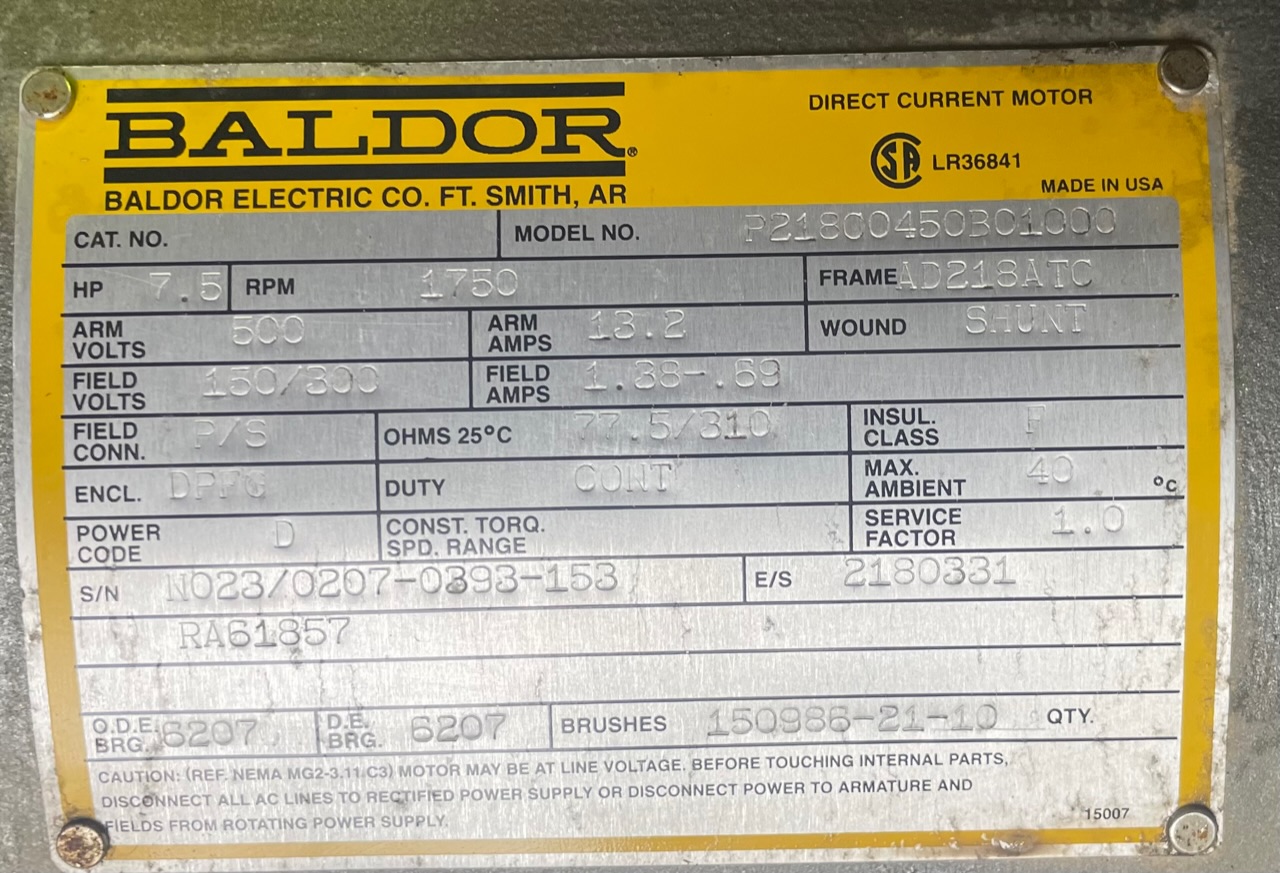 BALDOR®
DIRECT CURRENT MOTOR
SA LR36841
MADE IN USA
BALDOR ELECTRIC CO. FT. SMITH, AR
CAT. NO. MODEL NO. P218C0450B01000
HP 7.5 RPM 1750 FRAME AD218ATC
ARM VOLTS 500 ARM AMPS 13.2 WOUND SHUNT
FIELD VOLTS 150/300 FIELD AMPS 1.38-.69
FIELD CONN. P/S OHMS 25°C 77.5/310 INSUL. CLASS F
ENCL. DPFG DUTY CONT MAX. AMBIENT 40 °C
POWER CODE D CONST. TORQ. SPD. RANGE SERVICE FACTOR 1.0
S/N N023/0207-0393-153 E/S 2180331
RA61857
O.D.E. BRG. 6207 D.E. BRG. 6207 BRUSHES 150986-21-10 QTY.
CAUTION: (REF. NEMA MG2-3.11.C3) MOTOR MAY BE AT LINE VOLTAGE. BEFORE TOUCHING INTERNAL PARTS,
DISCONNECT ALL AC LINES TO RECTIFIED POWER SUPPLY OR DISCONNECT POWER TO ARMATURE AND
FIELDS FROM ROTATING POWER SUPPLY.
15007